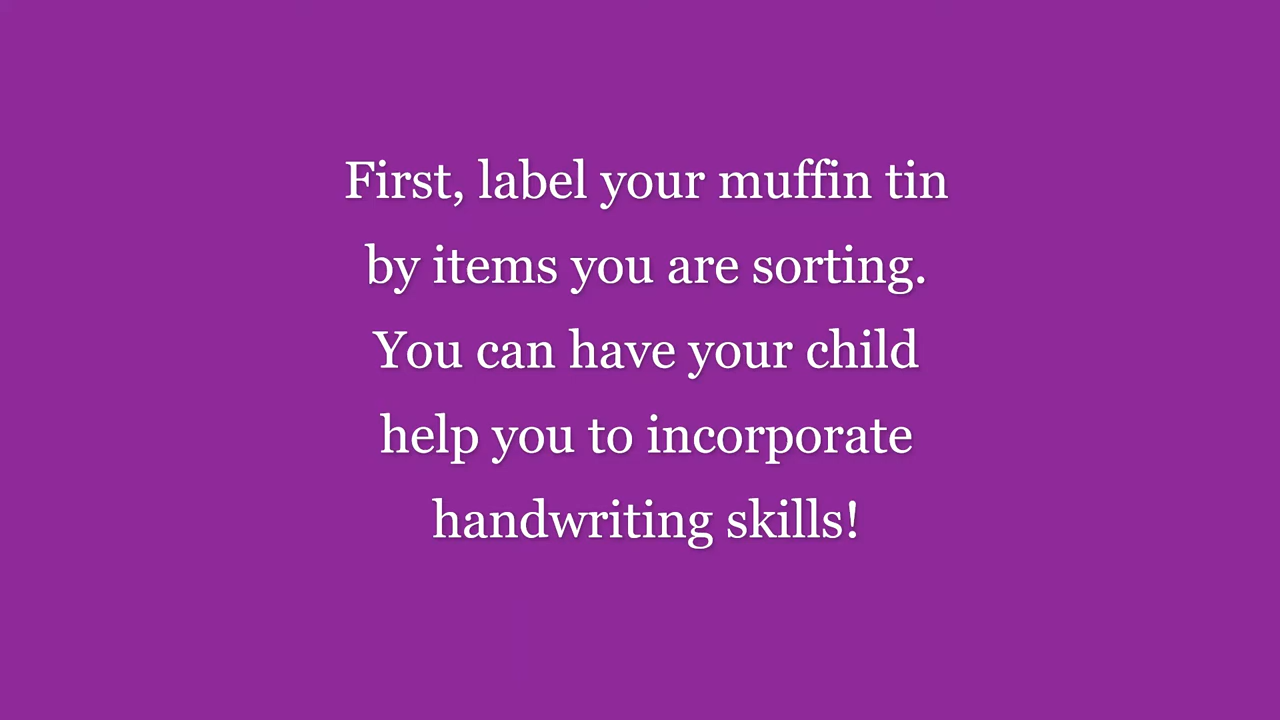 First, label your muffin tin
by items you are sorting.
You can have your child
help you to incorporate
handwriting skills!